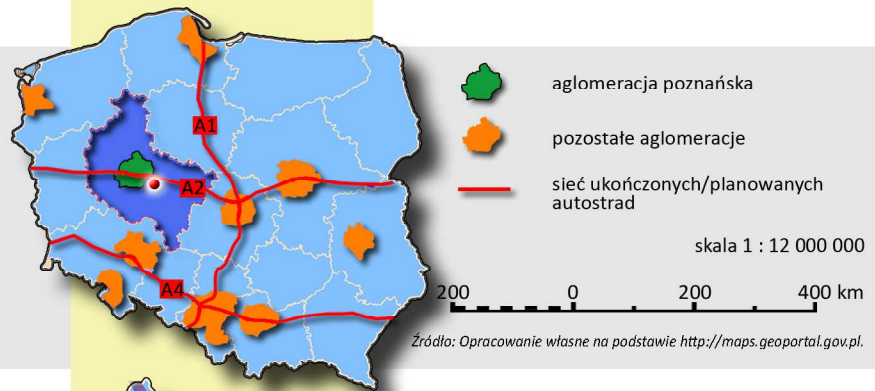 A1
A2
A4
aglomeracja poznańska
pozostałe aglomeracje
sieć ukończonych/planowanych
autostrad
skala 1 : 12 000 000
200 0 200 400 km
Źródło: Opracowanie własne na podstawie http://maps.geoportal.gov.pl.